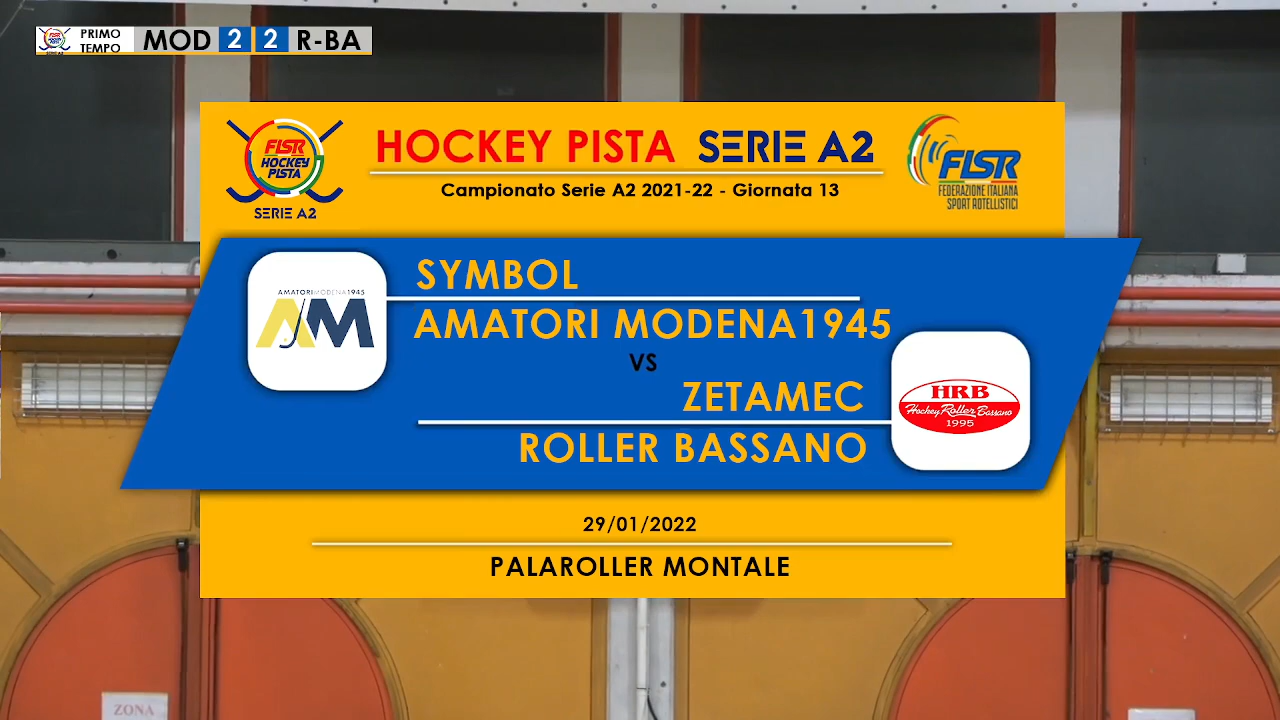 PRIMO
TEMPO
MOD 2 2 R-BA
SERIE A2
FISR
HOCKEY
PISTA
SERIE A2
HOCKEY PISTA SERIE A2
Campionato Serie A2 2021-22 - Giornata 13
FISR
FEDERAZIONE ITALIANA
SPORT ROTELLISTICI
AMATORIMODENA1945
AM
SYMBOL
AMATORI MODENA1945
VS
ZETAMEC
ROLLER BASSANO
HRB
Hockey Roller Bassano
1995
29/01/2022
PALAROLLER MONTALE
ZONA